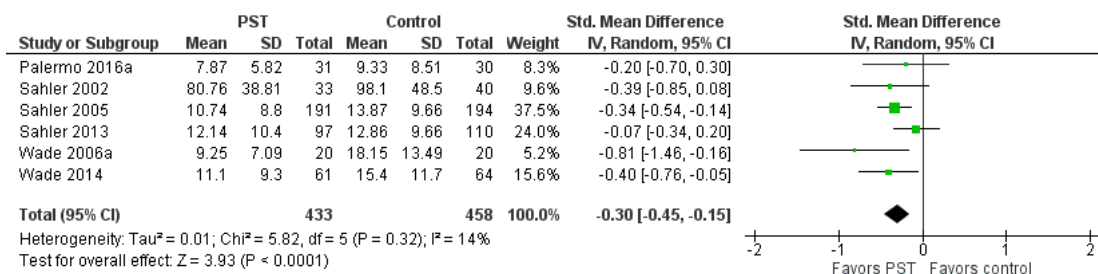 PST Control Std. Mean Difference Std. Mean Difference
Study or Subgroup Mean SD Total Mean SD Total Weight IV, Random, 95% CI IV, Random, 95% CI
Palermo 2016a 7.87 5.82 31 9.33 8.51 30 8.3% -0.20 [-0.70, 0.30]
Sahler 2002 80.76 38.81 33 98.1 48.5 40 9.6% -0.39 [-0.85, 0.08]
Sahler 2005 10.74 8.8 191 13.87 9.66 194 37.5% -0.34 [-0.54, -0.14]
Sahler 2013 12.14 10.4 97 12.86 9.66 110 24.0% -0.07 [-0.34, 0.20]
Wade 2006a 9.25 7.09 20 18.15 13.49 20 5.2% -0.81 [-1.46, -0.16]
Wade 2014 11.1 9.3 61 15.4 11.7 64 15.6% -0.40 [-0.76, -0.05]
Total (95% CI) 433 458 100.0% -0.30 [-0.45, -0.15]
Heterogeneity: Tau² = 0.01; Chi² = 5.82, df = 5 (P = 0.32); I² = 14%
Test for overall effect: Z = 3.93 (P < 0.0001)
-2 -1 0 1 2
Favors PST Favors control